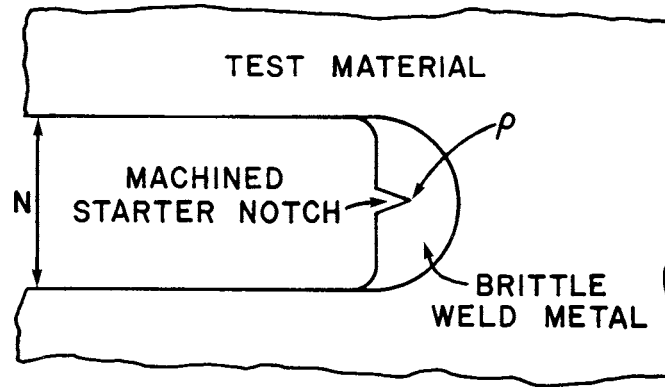 TEST MATERIAL
ρ
N
MACHINED
STARTER NOTCH
BRITTLE
WELD METAL